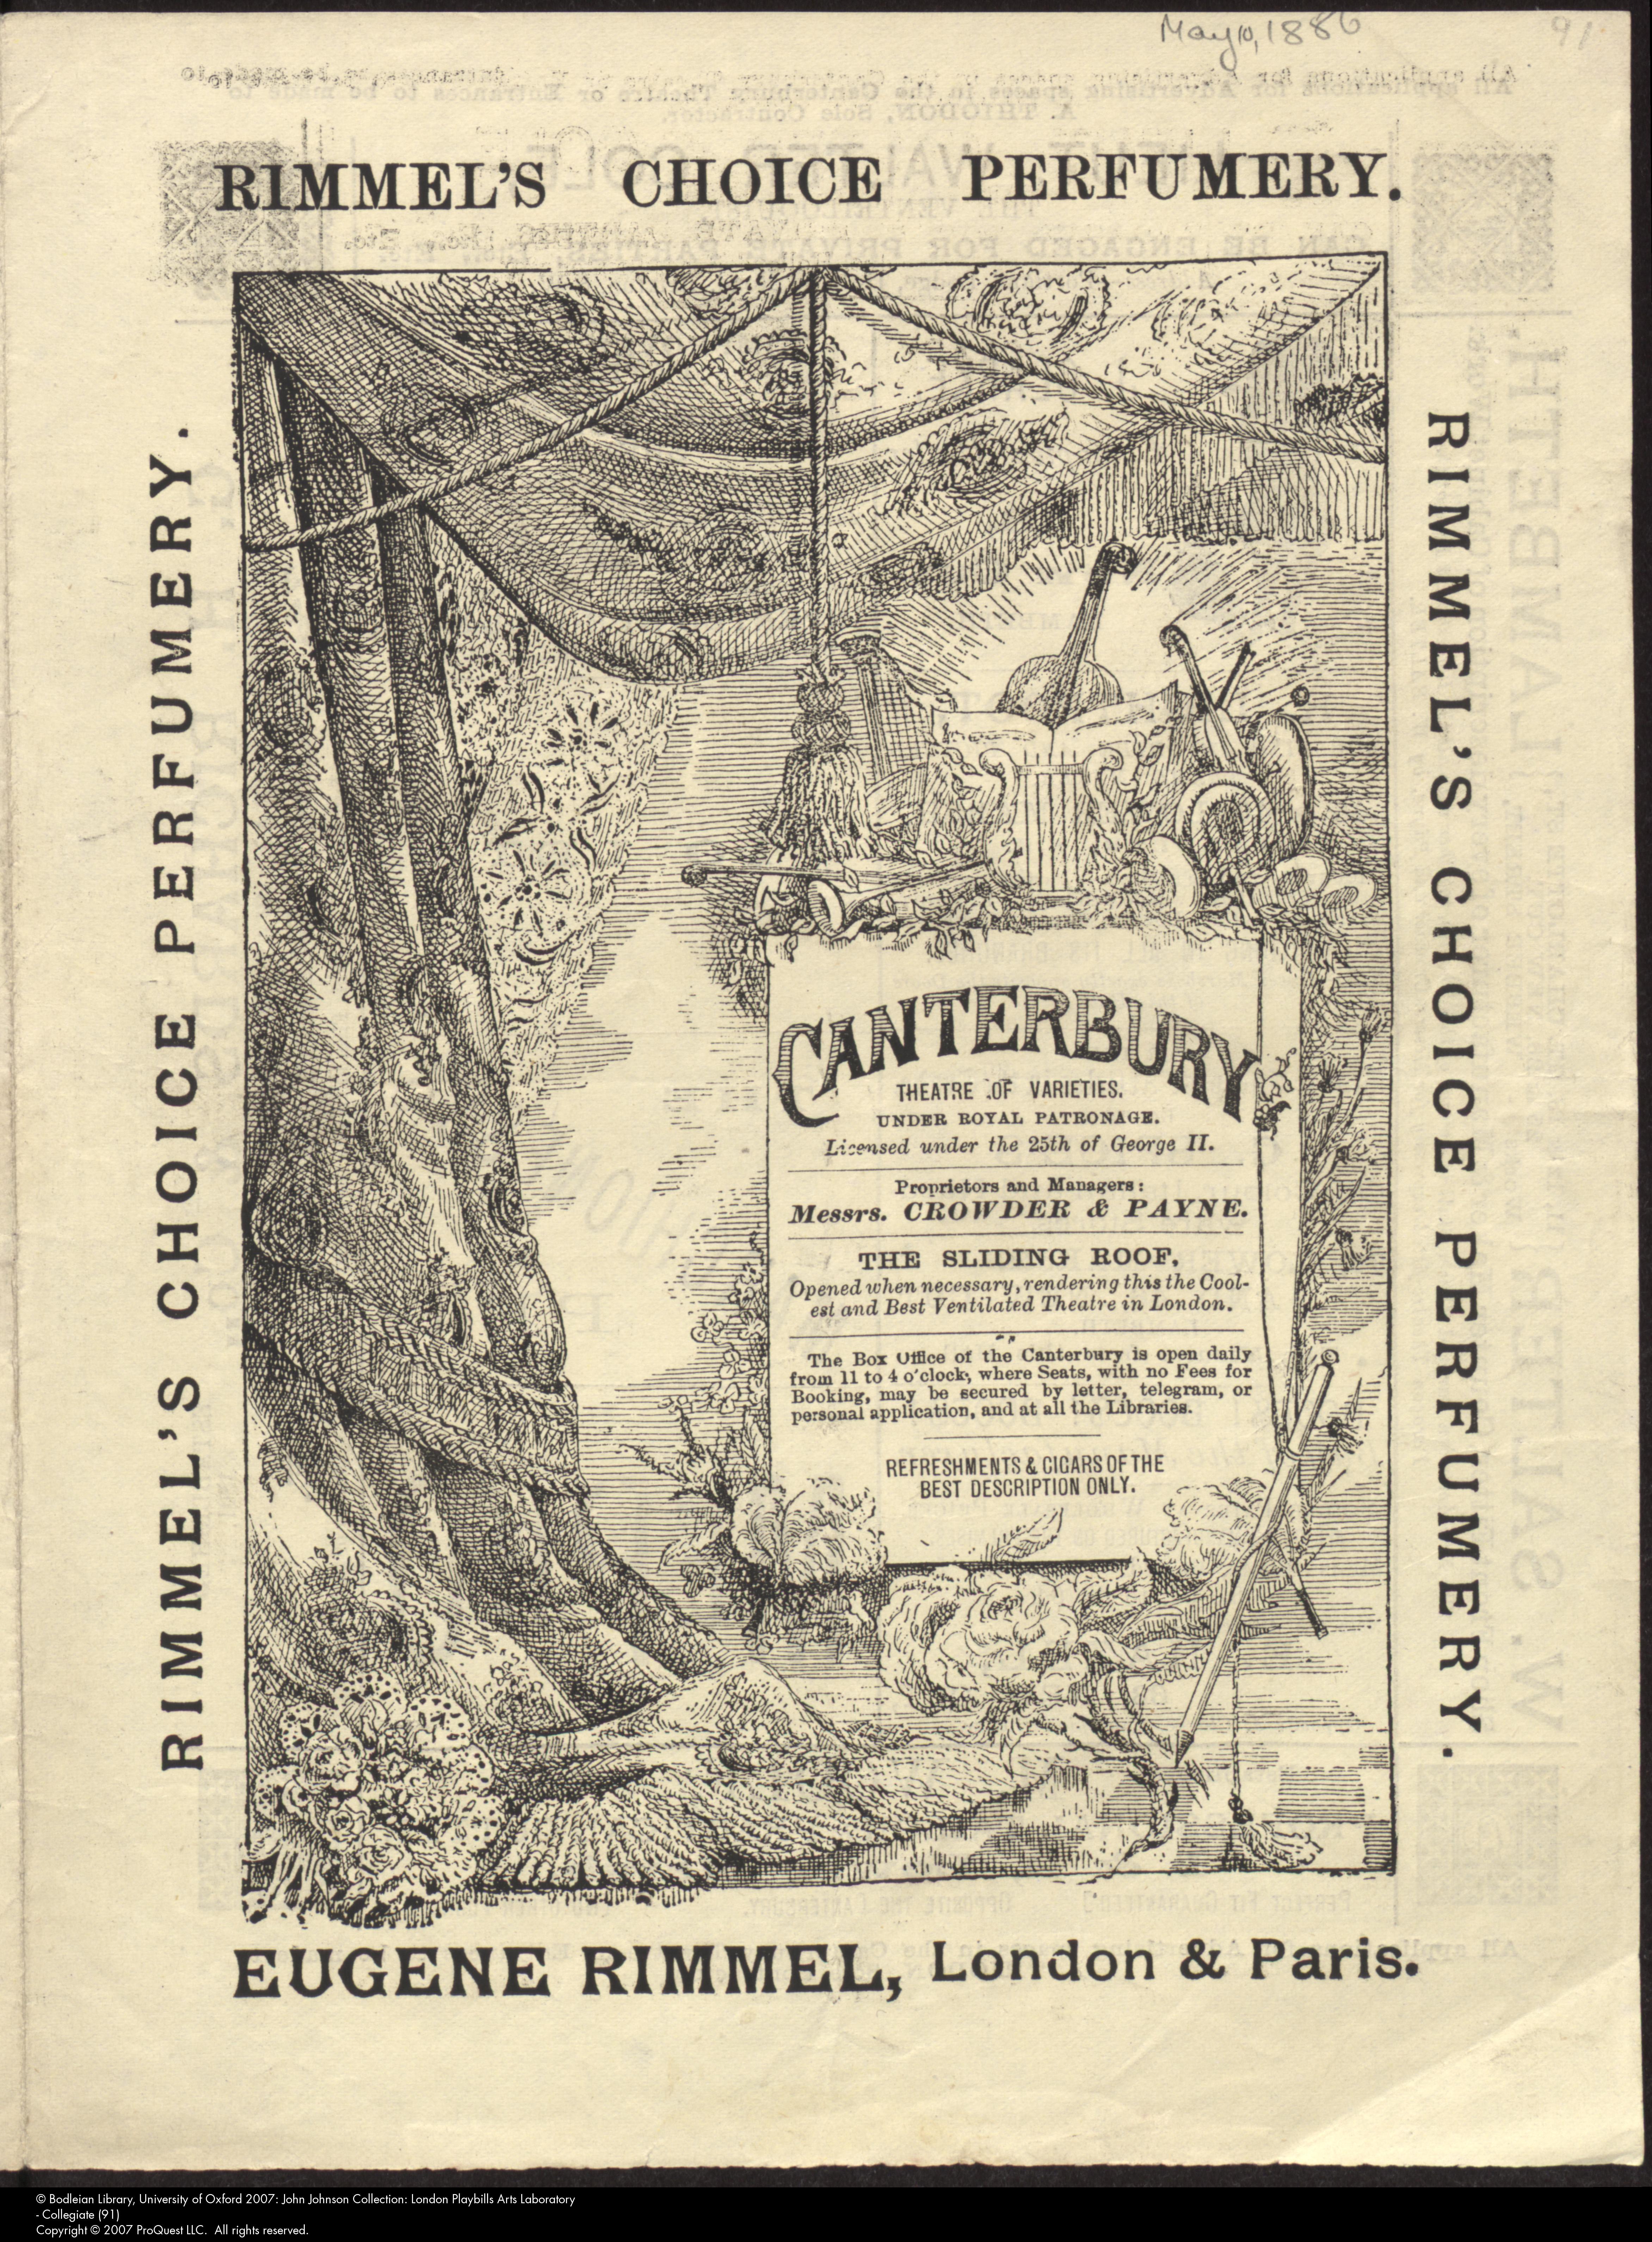 May 10, 1886
91
RIMMEL'S CHOICE PERFUMERY.
RIMMEL'S CHOICE PERFUMERY.
RIMMEL'S CHOICE PERFUMERY.
CANTERBURY
THEATRE OF VARIETIES.
UNDER ROYAL PATRONAGE.
Licensed under the 25th of George II.
Proprietors and Managers:
Messrs. CROWDER & PAYNE.
THE SLIDING ROOF,
Opened when necessary, rendering this the Cool-
est and Best Ventilated Theatre in London.
The Box Office of the Canterbury is open daily
from 11 to 4 o'clock, where Seats, with no Fees for
Booking, may be secured by letter, telegram, or
personal application, and at all the Libraries.
REFRESHMENTS & CIGARS OF THE
BEST DESCRIPTION ONLY.
EUGENE RIMMEL, London & Paris.
© Bodleian Library, University of Oxford 2007: John Johnson Collection: London Playbills Arts Laboratory
- Collegiate (91)
Copyright © 2007 ProQuest LLC. All rights reserved.